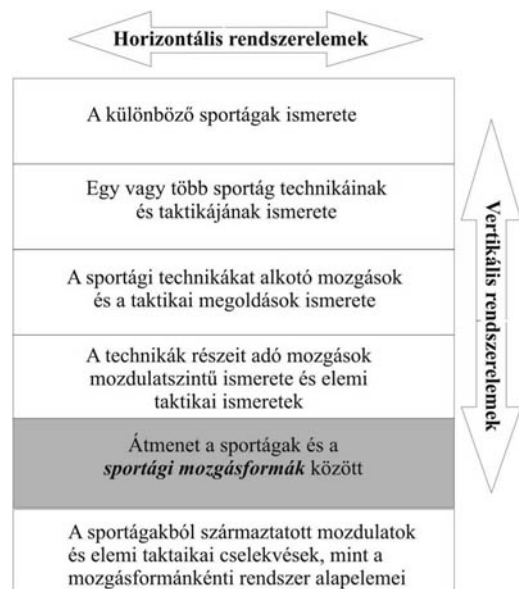 Horizontális rendszerelemek
A különböző sportágak ismerete
Egy vagy több sportág technikáinak
és taktikájának ismerete
A sportági technikákat alkotó mozgások
és a taktikai megoldások ismerete
A technikák részeit adó mozgások
mozdulatszintű ismerete és elemi
taktikai ismeretek
Átmenet a sportágak és a
sportági mozgásformák között
A sportágakból származtatott mozdulatok
és elemi taktaikai cselekvések, mint a
mozgásformánkénti rendszer alapelemei
Vertikális rendszerelemek